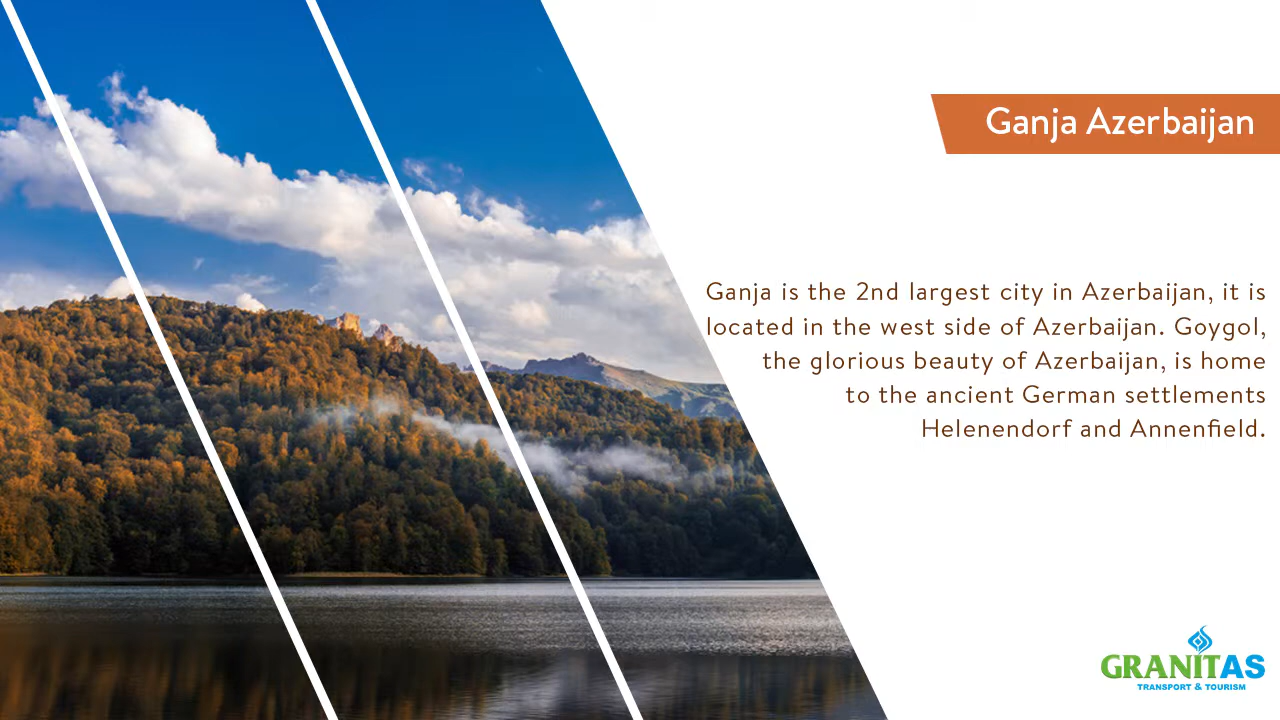 Ganja Azerbaijan
Ganja is the 2nd largest city in Azerbaijan, it is
located in the west side of Azerbaijan. Goygol,
the glorious beauty of Azerbaijan, is home
to the ancient German settlements
Helenendorf and Annenfield.
GRANITAS
TRANSPORT & TOURISM